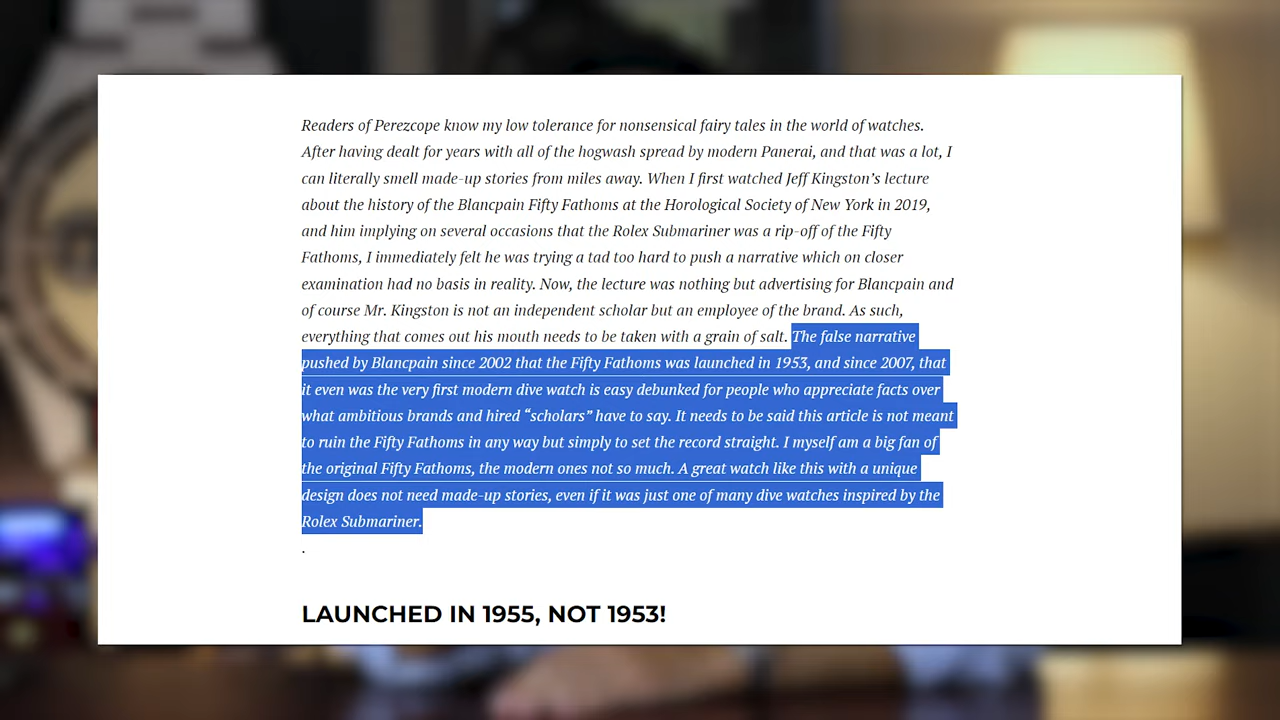 Readers of Perezcope know my low tolerance for nonsensical fairy tales in the world of watches.
After having dealt for years with all of the hogwash spread by modern Panerai, and that was a lot, I
can literally smell made-up stories from miles away. When I first watched Jeff Kingston’s lecture
about the history of the Blancpain Fifty Fathoms at the Horological Society of New York in 2019,
and him implying on several occasions that the Rolex Submariner was a rip-off of the Fifty
Fathoms, I immediately felt he was trying a tad too hard to push a narrative which on closer
examination had no basis in reality. Now, the lecture was nothing but advertising for Blancpain and
of course Mr. Kingston is not an independent scholar but an employee of the brand. As such,
everything that comes out his mouth needs to be taken with a grain of salt. The false narrative
pushed by Blancpain since 2002 that the Fifty Fathoms was launched in 1953, and since 2007, that
it even was the very first modern dive watch is easy debunked for people who appreciate facts over
what ambitious brands and hired “scholars” have to say. It needs to be said this article is not meant
to ruin the Fifty Fathoms in any way but simply to set the record straight. I myself am a big fan of
the original Fifty Fathoms, the modern ones not so much. A great watch like this with a unique
design does not need made-up stories, even if it was just one of many dive watches inspired by the
Rolex Submariner.
.
LAUNCHED IN 1955, NOT 1953!